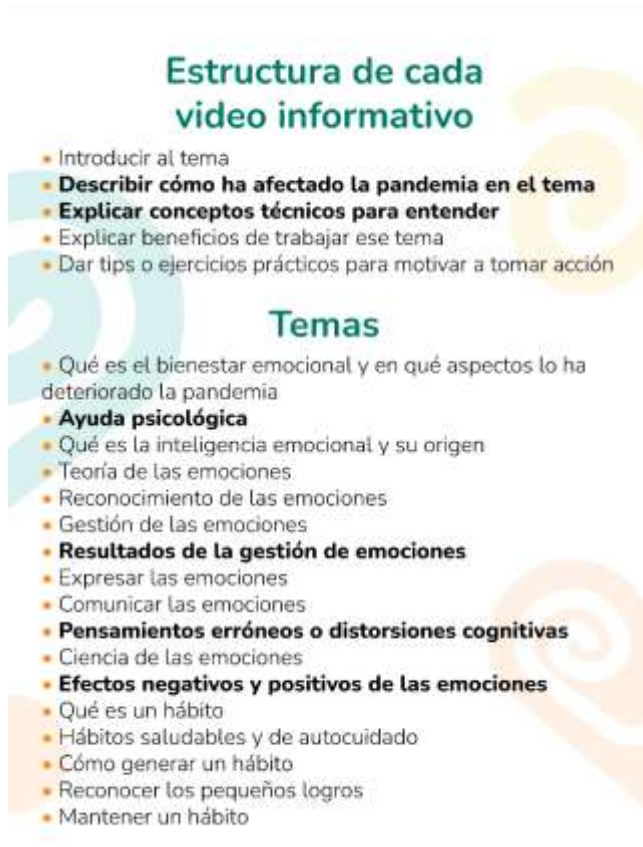 Estructura de cada
video informativo
• Introducir al tema
• Describir cómo ha afectado la pandemia en el tema
• Explicar conceptos técnicos para entender
• Explicar beneficios de trabajar ese tema
• Dar tips o ejercicios prácticos para motivar a tomar acción
Temas
• Qué es el bienestar emocional y en qué aspectos lo ha
deteriorado la pandemia
• Ayuda psicológica
• Qué es la inteligencia emocional y su origen
• Teoría de las emociones
• Reconocimiento de las emociones
• Gestión de las emociones
• Resultados de la gestión de emociones
• Expresar las emociones
• Comunicar las emociones
• Pensamientos erróneos o distorsiones cognitivas
• Ciencia de las emociones
• Efectos negativos y positivos de las emociones
• Qué es un hábito
• Hábitos saludables y de autocuidado
• Cómo generar un hábito
• Reconocer los pequeños logros
• Mantener un hábito